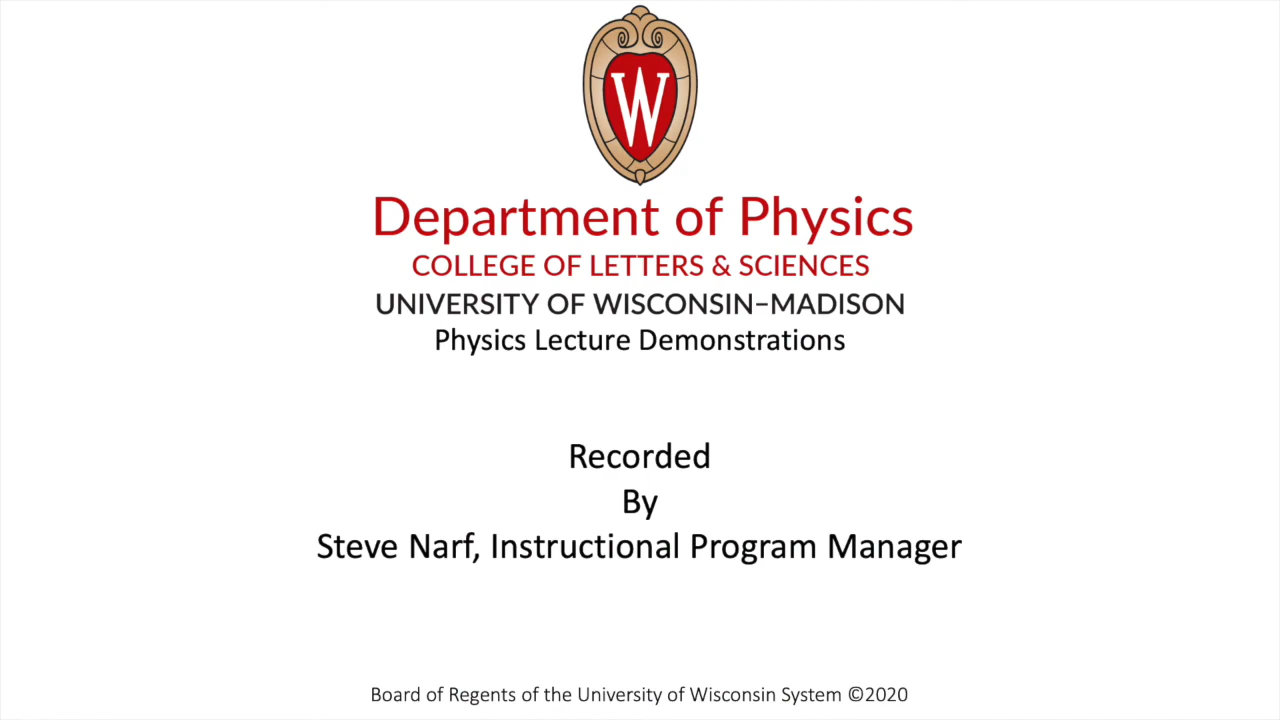 W
Department of Physics
COLLEGE OF LETTERS & SCIENCES
UNIVERSITY OF WISCONSIN–MADISON
Physics Lecture Demonstrations
Recorded
By
Steve Narf, Instructional Program Manager
Board of Regents of the University of Wisconsin System ©2020